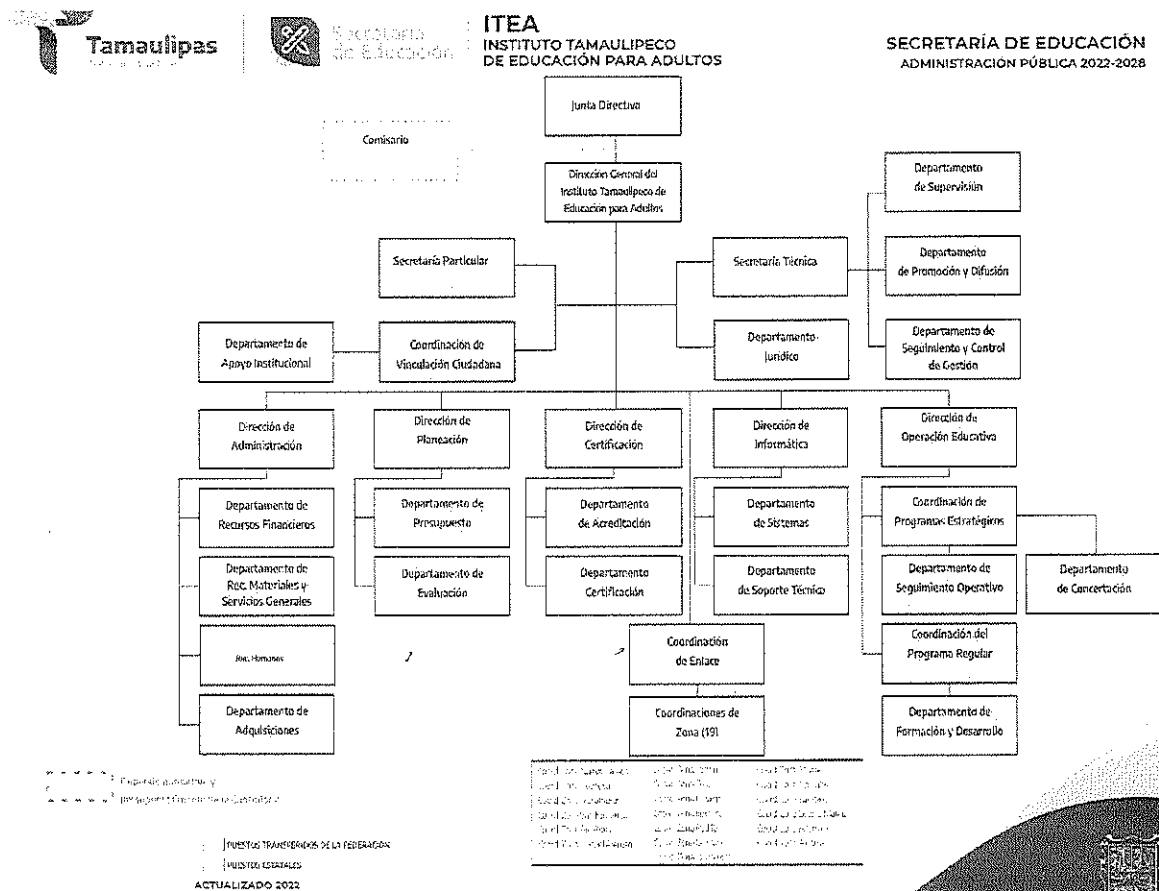 Tamaulipas
Secretaría
de Educación
ITEA
INSTITUTO TAMAULIPECO
DE EDUCACIÓN PARA ADULTOS
SECRETARÍA DE EDUCACIÓN
ADMINISTRACIÓN PÚBLICA 2022-2028
Junta Directiva
Comisario
Dirección General del
Instituto Tamaulipeco de
Educación para Adultos
Departamento
de Supervisión
Secretaría Particular
Secretaría Técnica
Departamento
de Promoción y Difusión
Departamento de
Apoyo Institucional
Coordinación de
Vinculación Ciudadana
Departamento
Jurídico
Departamento de
Seguimiento y Control
de Gestión
Dirección de
Administración
Dirección de
Planeación
Dirección de
Certificación
Dirección de
Informática
Dirección de
Operación Educativa
Departamento de
Recursos Financieros
Departamento de
Presupuesto
Departamento
de Acreditación
Departamento
de Sistemas
Coordinación de
Programas Estratégicos
Departamento de
Rec. Materiales y
Servicios Generales
Departamento de
Evaluación
Departamento
Certificación
Departamento
de Soporte Técnico
Departamento de
Seguimiento Operativo
Departamento
de Concertación
Rec. Humanos
Coordinación
de Enlace
Coordinación del
Programa Regular
Departamento de
Adquisiciones
Coordinaciones de
Zona (19)
Departamento de
Formación y Desarrollo
PUESTOS TRANSFERIDOS DE LA FEDERACIÓN
PUESTOS ESTATALES
ACTUALIZADO 2022